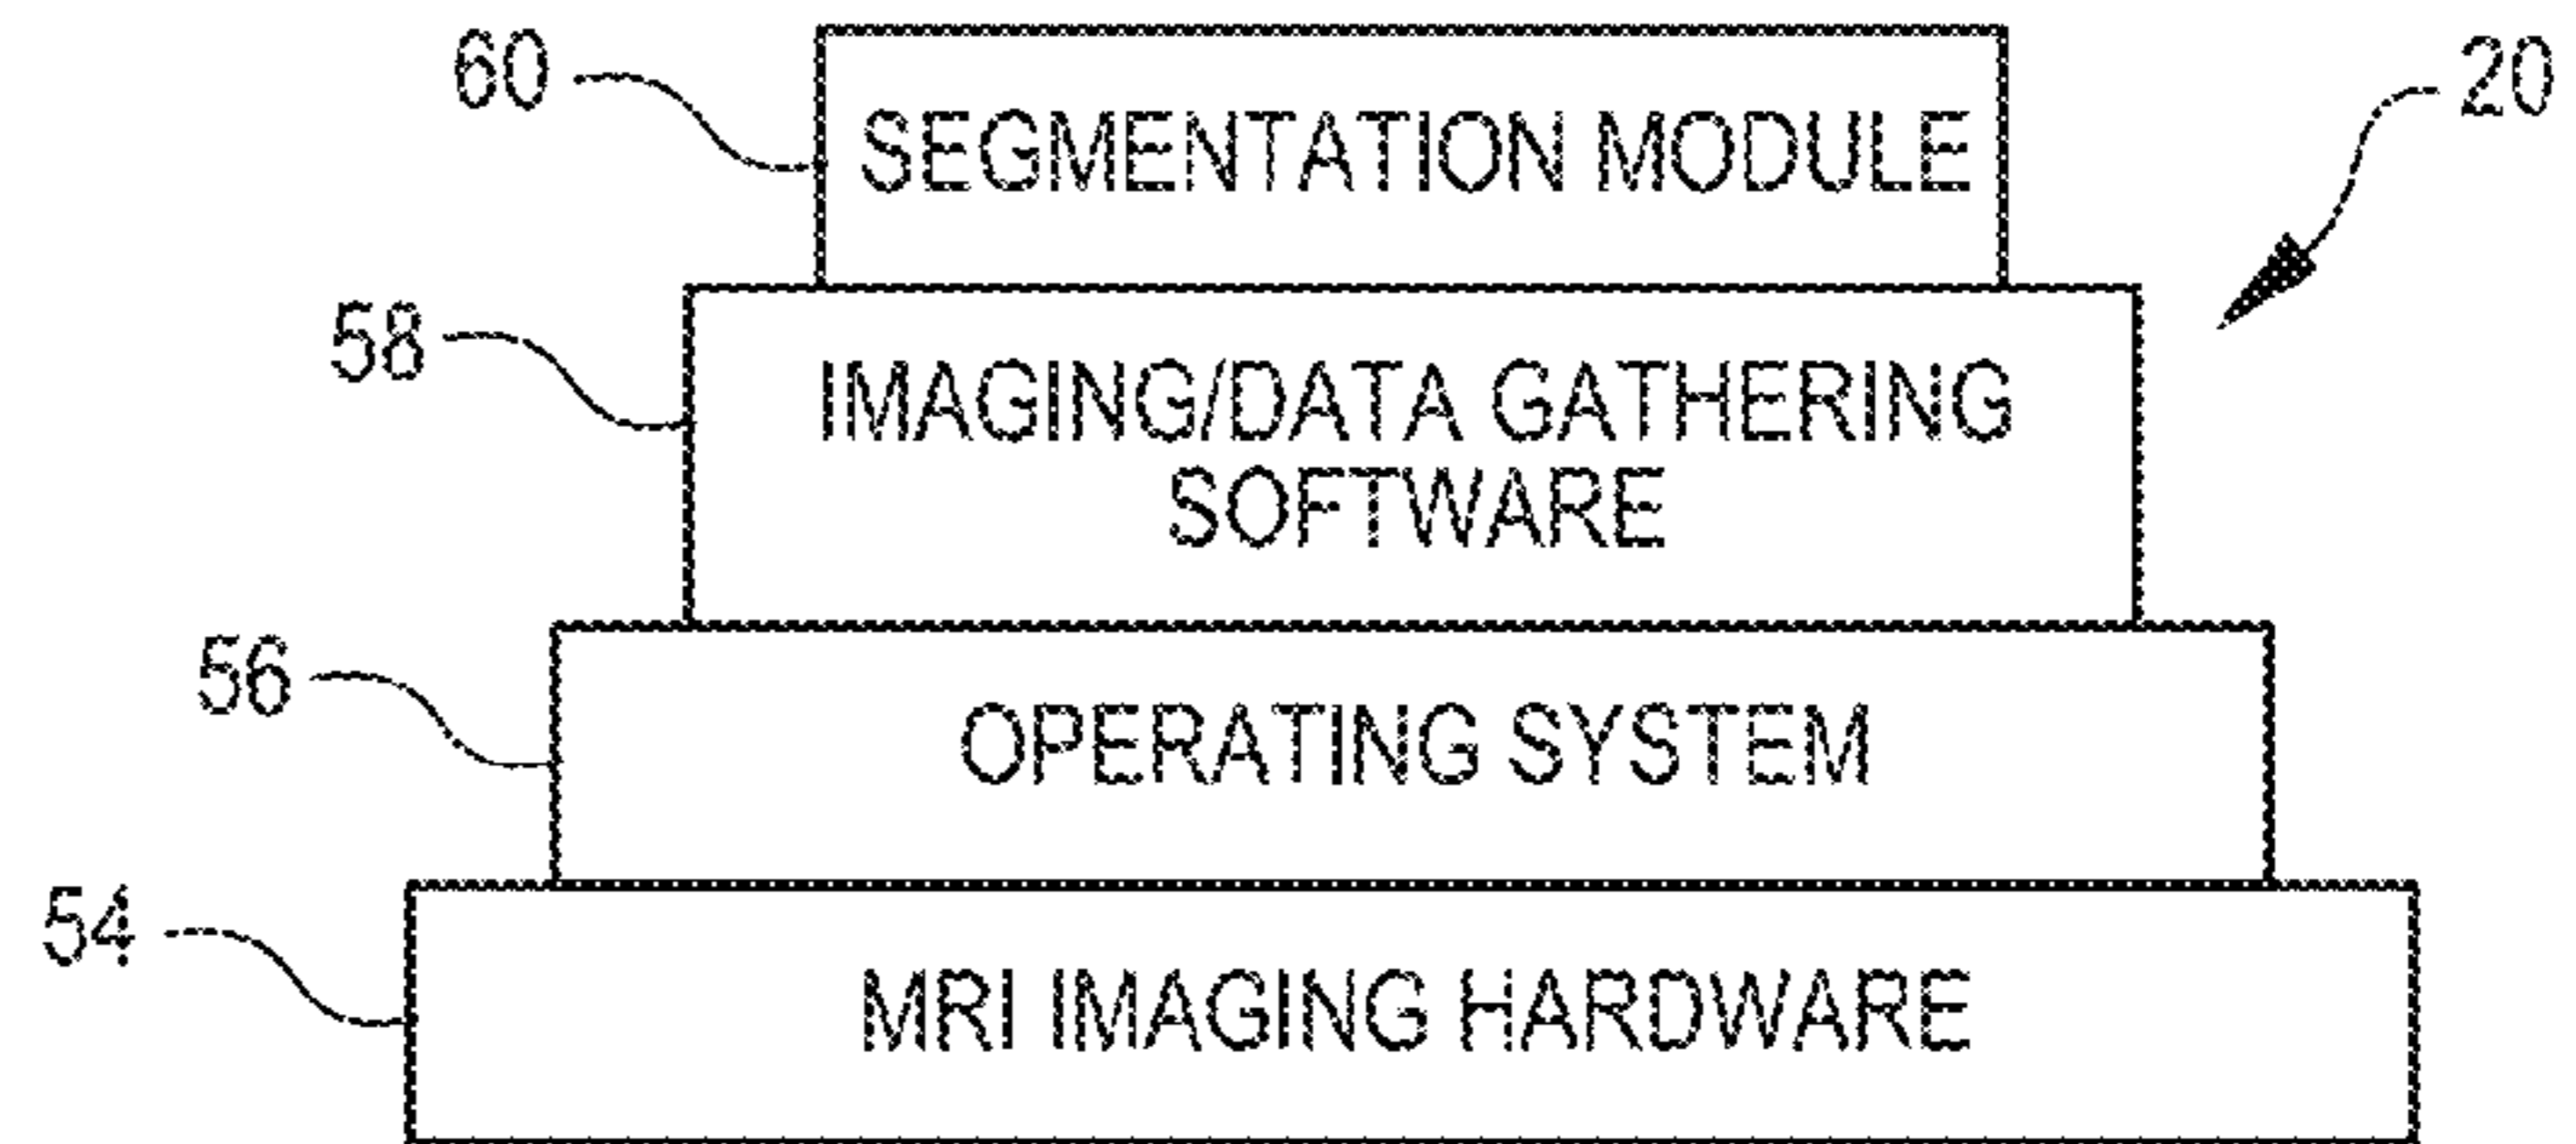 60
SEGMENTATION MODULE
20
58
IMAGING/DATA GATHERING
SOFTWARE
56
OPERATING SYSTEM
54
MRI IMAGING HARDWARE